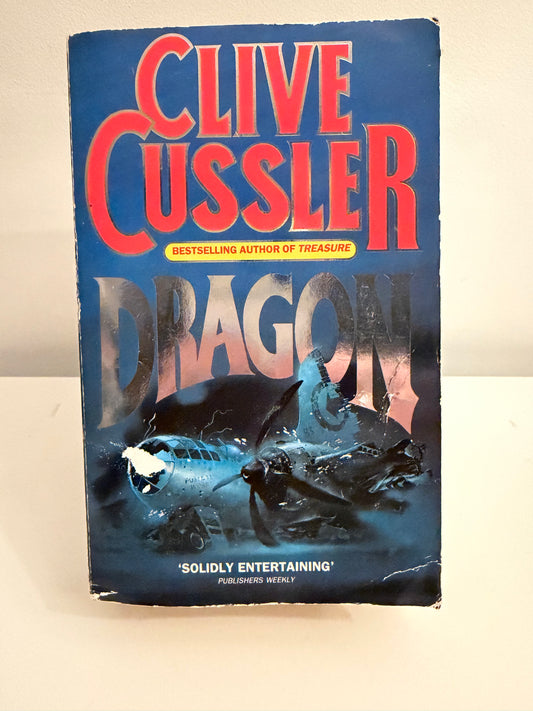 CLIVE
CUSSLER
BESTSELLING AUTHOR OF TREASURE
DRAGON
'SOLIDLY ENTERTAINING'
PUBLISHERS WEEKLY